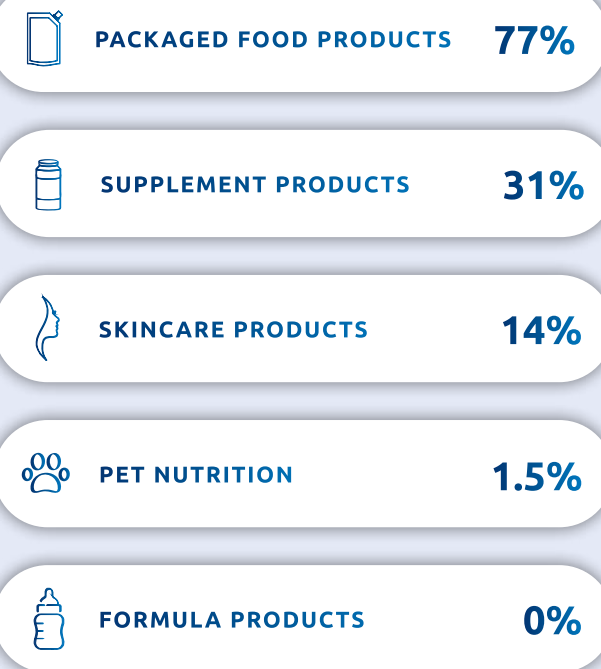 PACKAGED FOOD PRODUCTS 77%
SUPPLEMENT PRODUCTS 31%
SKINCARE PRODUCTS 14%
PET NUTRITION 1.5%
FORMULA PRODUCTS 0%